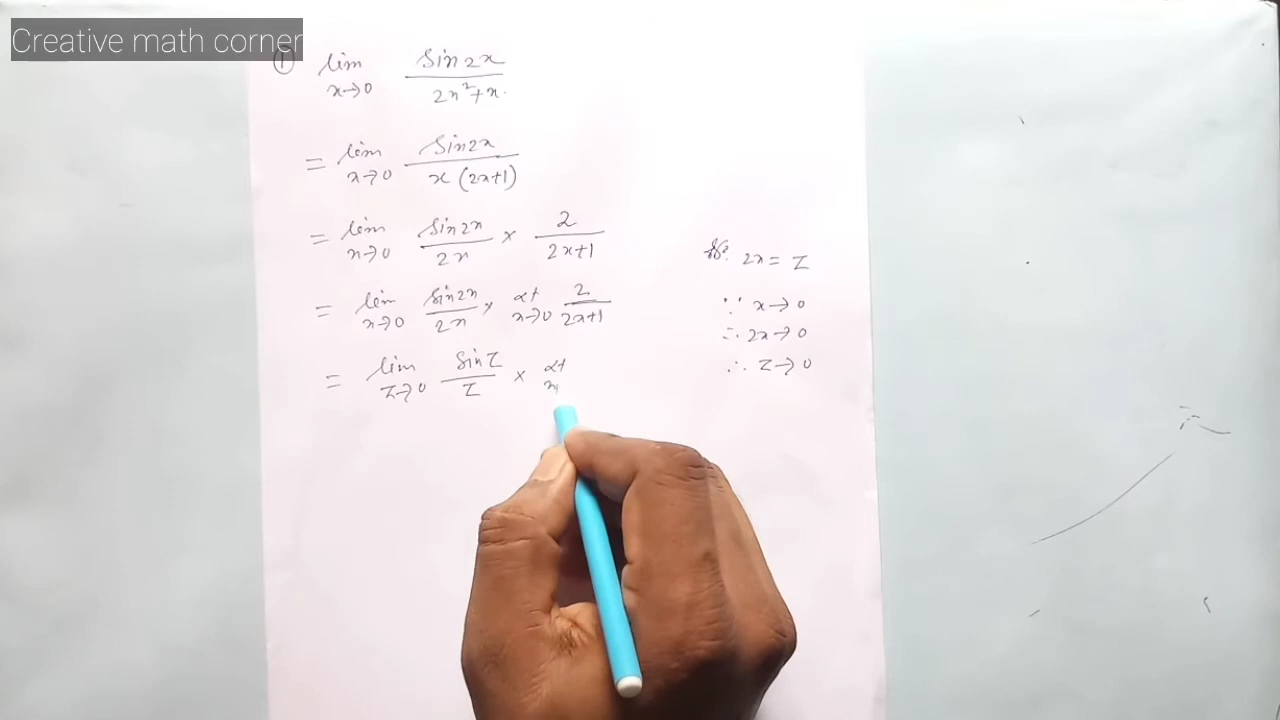 Creative math corner
① lim x→0 sin2x / 2x²+x.
= lim x→0 sin2x / x(2x+1)
= lim x→0 sin2x / 2x × 2 / 2x+1
= lim x→0 sin2x / 2x × Lt x→0 2 / 2x+1
= lim z→0 sinz / z × Lt x
2x = z
∵ x→0
∴ 2x→0
∴ z→0